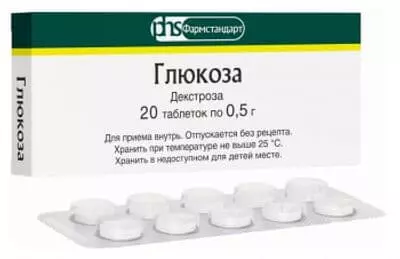 phs Фармстандарт
Глюкоза
Глюкоза
Декстроза
20 таблеток по 0,5 г
Для приема внутрь. Отпускается без рецепта.
Хранить при температуре не выше 25 °С.
Хранить в недоступном для детей месте.